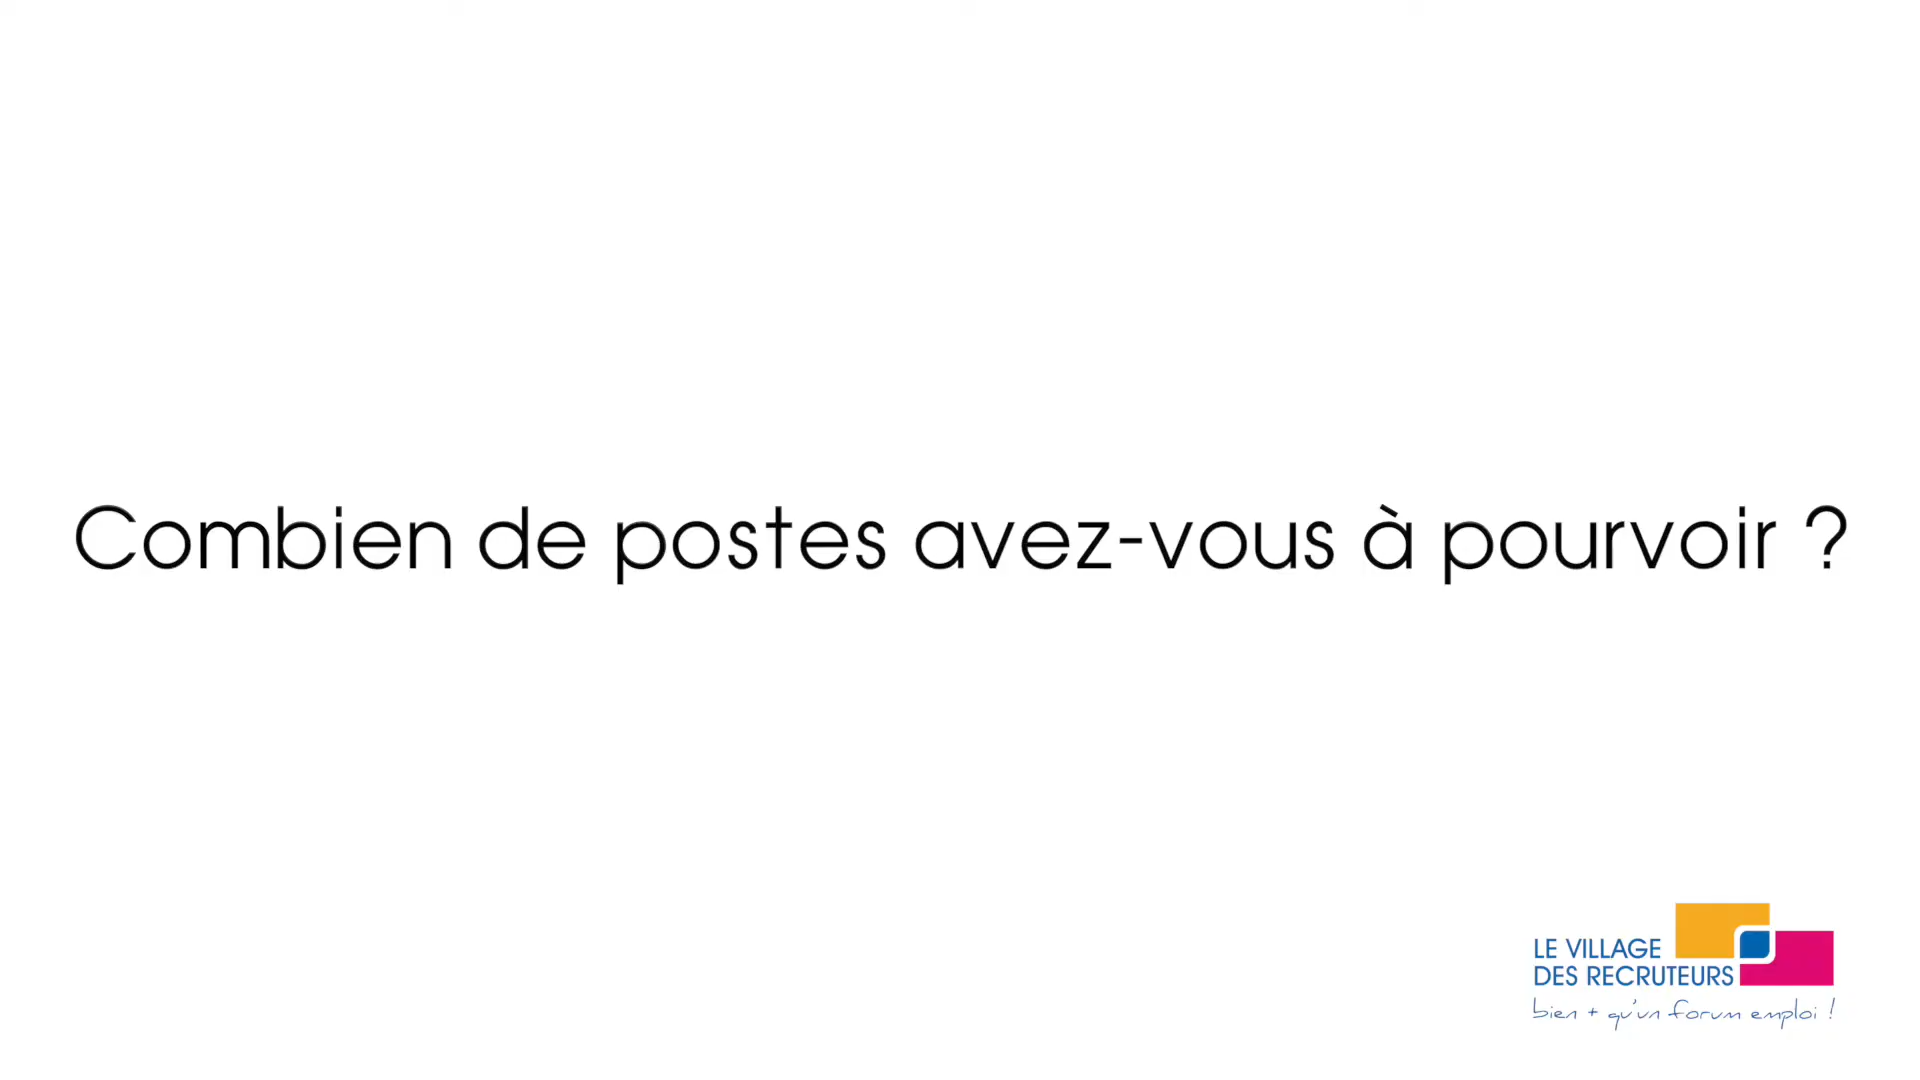 Combien de postes avez-vous à pourvoir ?
LE VILLAGE
DES RECRUTEURS
bien + qu'un forum emploi !